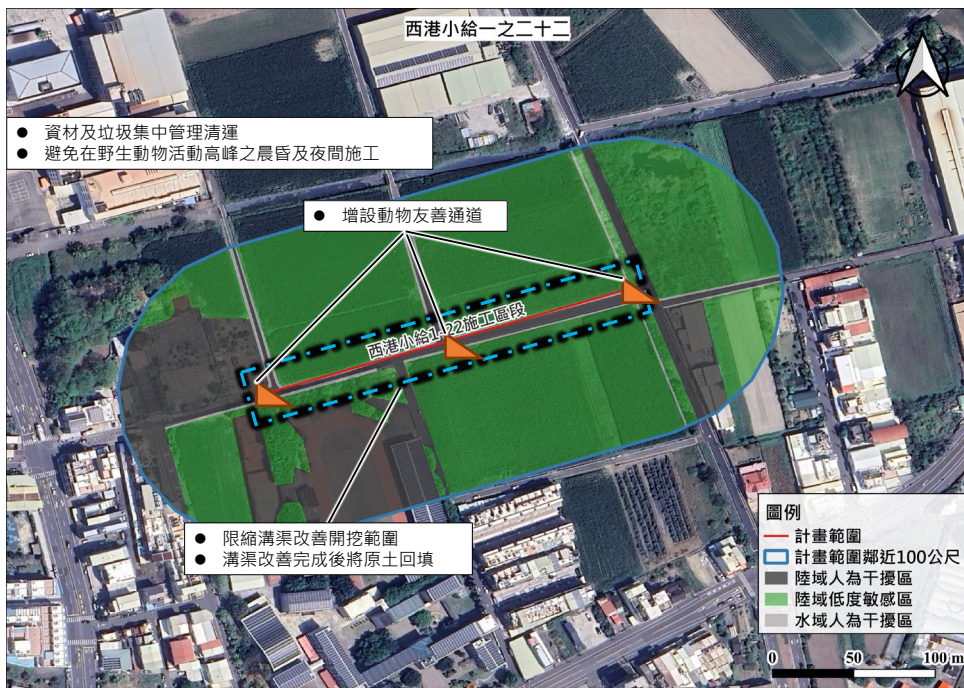 西港小給一之二十二
● 資材及垃圾集中管理清運
● 避免在野生動物活動高峰之晨昏及夜間施工
● 增設動物友善通道
西港小給1-22施工區段
● 限縮溝渠改善開挖範圍
● 溝渠改善完成後將原土回填
圖例
計畫範圍
計畫範圍鄰近100公尺
陸域人為干擾區
陸域低度敏感區
水域人為干擾區
0 50 100 m